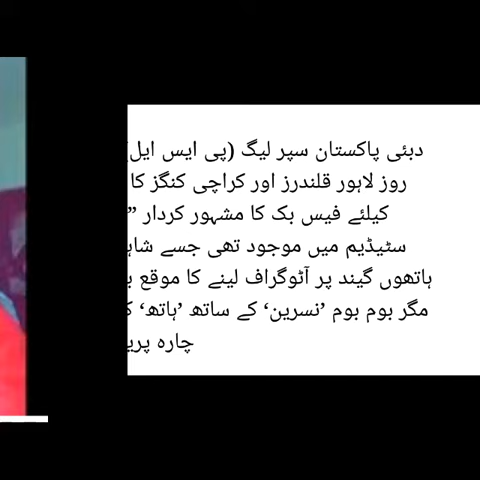 دبئی پاکستان سپر لیگ (پی ایس ایل)
روز لاہور قلندرز اور کراچی کنگز کا
کیلئے فیس بک کا مشہور کردار ”
سٹیڈیم میں موجود تھی جسے
ہاتھوں گیند پر آٹوگراف لینے کا موقع
مگر بوم بوم ’نسرین‘ کے ساتھ ’ہاتھ‘
چارہ